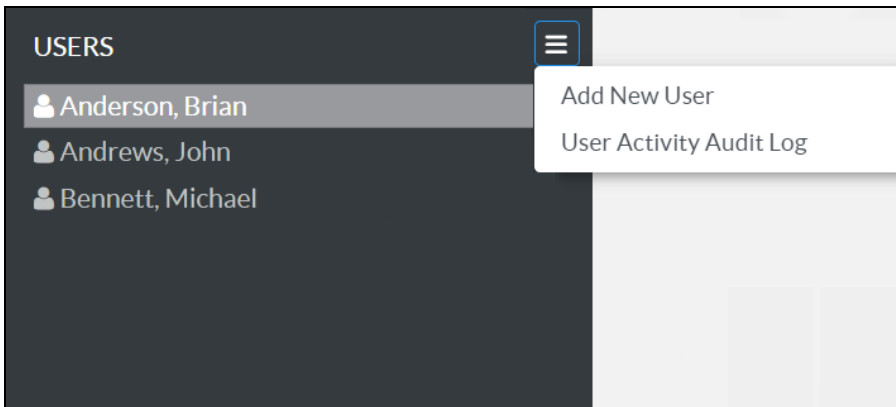 USERS
Anderson, Brian
Andrews, John
Bennett, Michael
Add New User
User Activity Audit Log